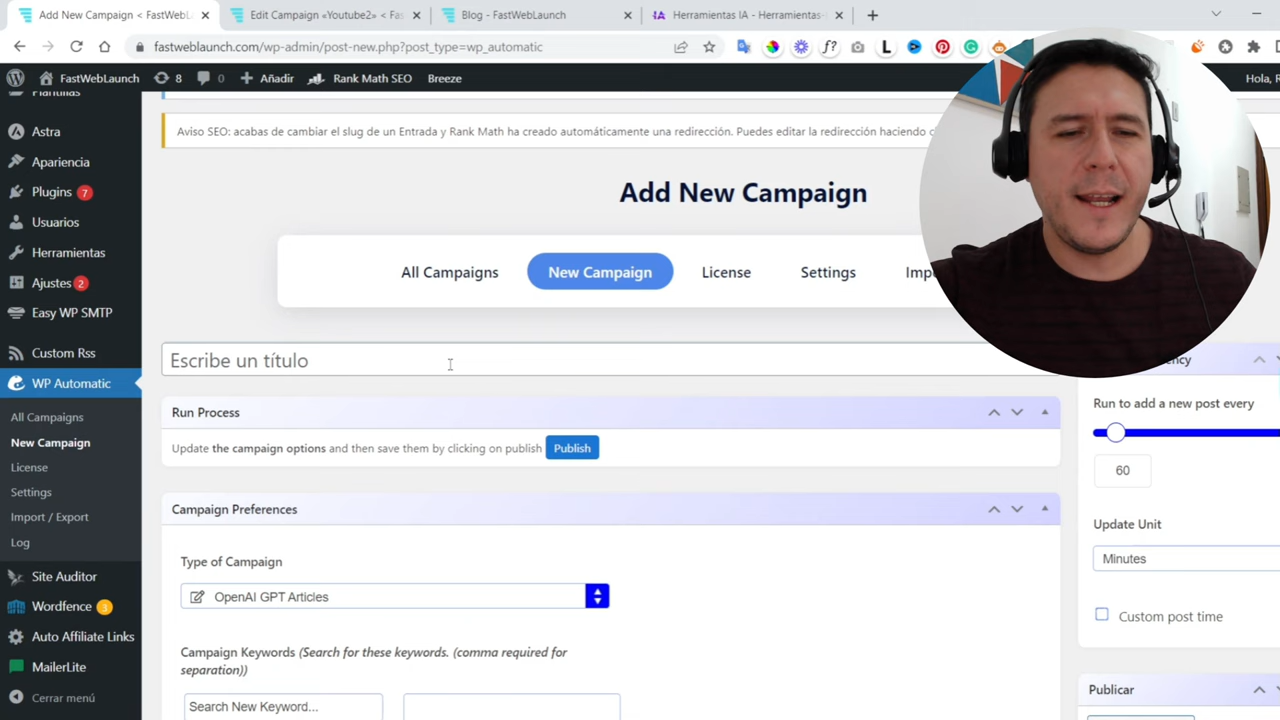 Add New Campaign < FastWebL
Edit Campaign «Youtube2» < Fas
Blog - FastWebLaunch
Herramientas IA - Herramientas-
fastweblaunch.com/wp-admin/post-new.php?post_type=wp_automatic
FastWebLaunch
8
0
Añadir
Rank Math SEO
Breeze
Hola, R
Plantillas
Astra
Apariencia
Plugins 7
Usuarios
Herramientas
Ajustes 2
Easy WP SMTP
Custom Rss
WP Automatic
All Campaigns
New Campaign
License
Settings
Import / Export
Log
Site Auditor
Wordfence 3
Auto Affiliate Links
MailerLite
Cerrar menú
Aviso SEO: acabas de cambiar el slug de un Entrada y Rank Math ha creado automáticamente una redirección. Puedes editar la redirección haciendo
Add New Campaign
All Campaigns
New Campaign
License
Settings
Escribe un título
Run Process
Update the campaign options and then save them by clicking on publish Publish
Campaign Preferences
Type of Campaign
OpenAI GPT Articles
Campaign Keywords (Search for these keywords. (comma required for
separation))
Search New Keyword...
Run to add a new post every
60
Update Unit
Minutes
Custom post time
Publicar